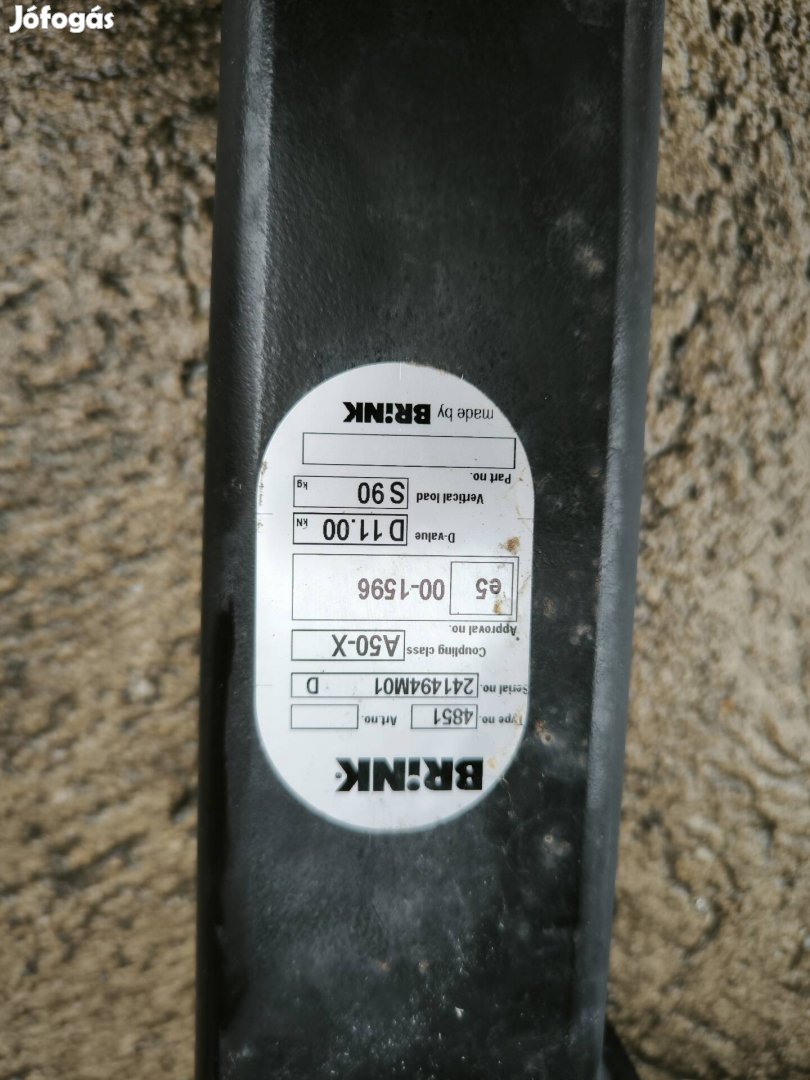 Jófogás
BRiNK
Type no. 4851 Art.no.
Serial no. 241494M01 D
Coupling class A50-X
Approval no.
e5 00-1596
D-value D 11.00 kN
Vertical load S 90 kg
Part no.
made by BRiNK